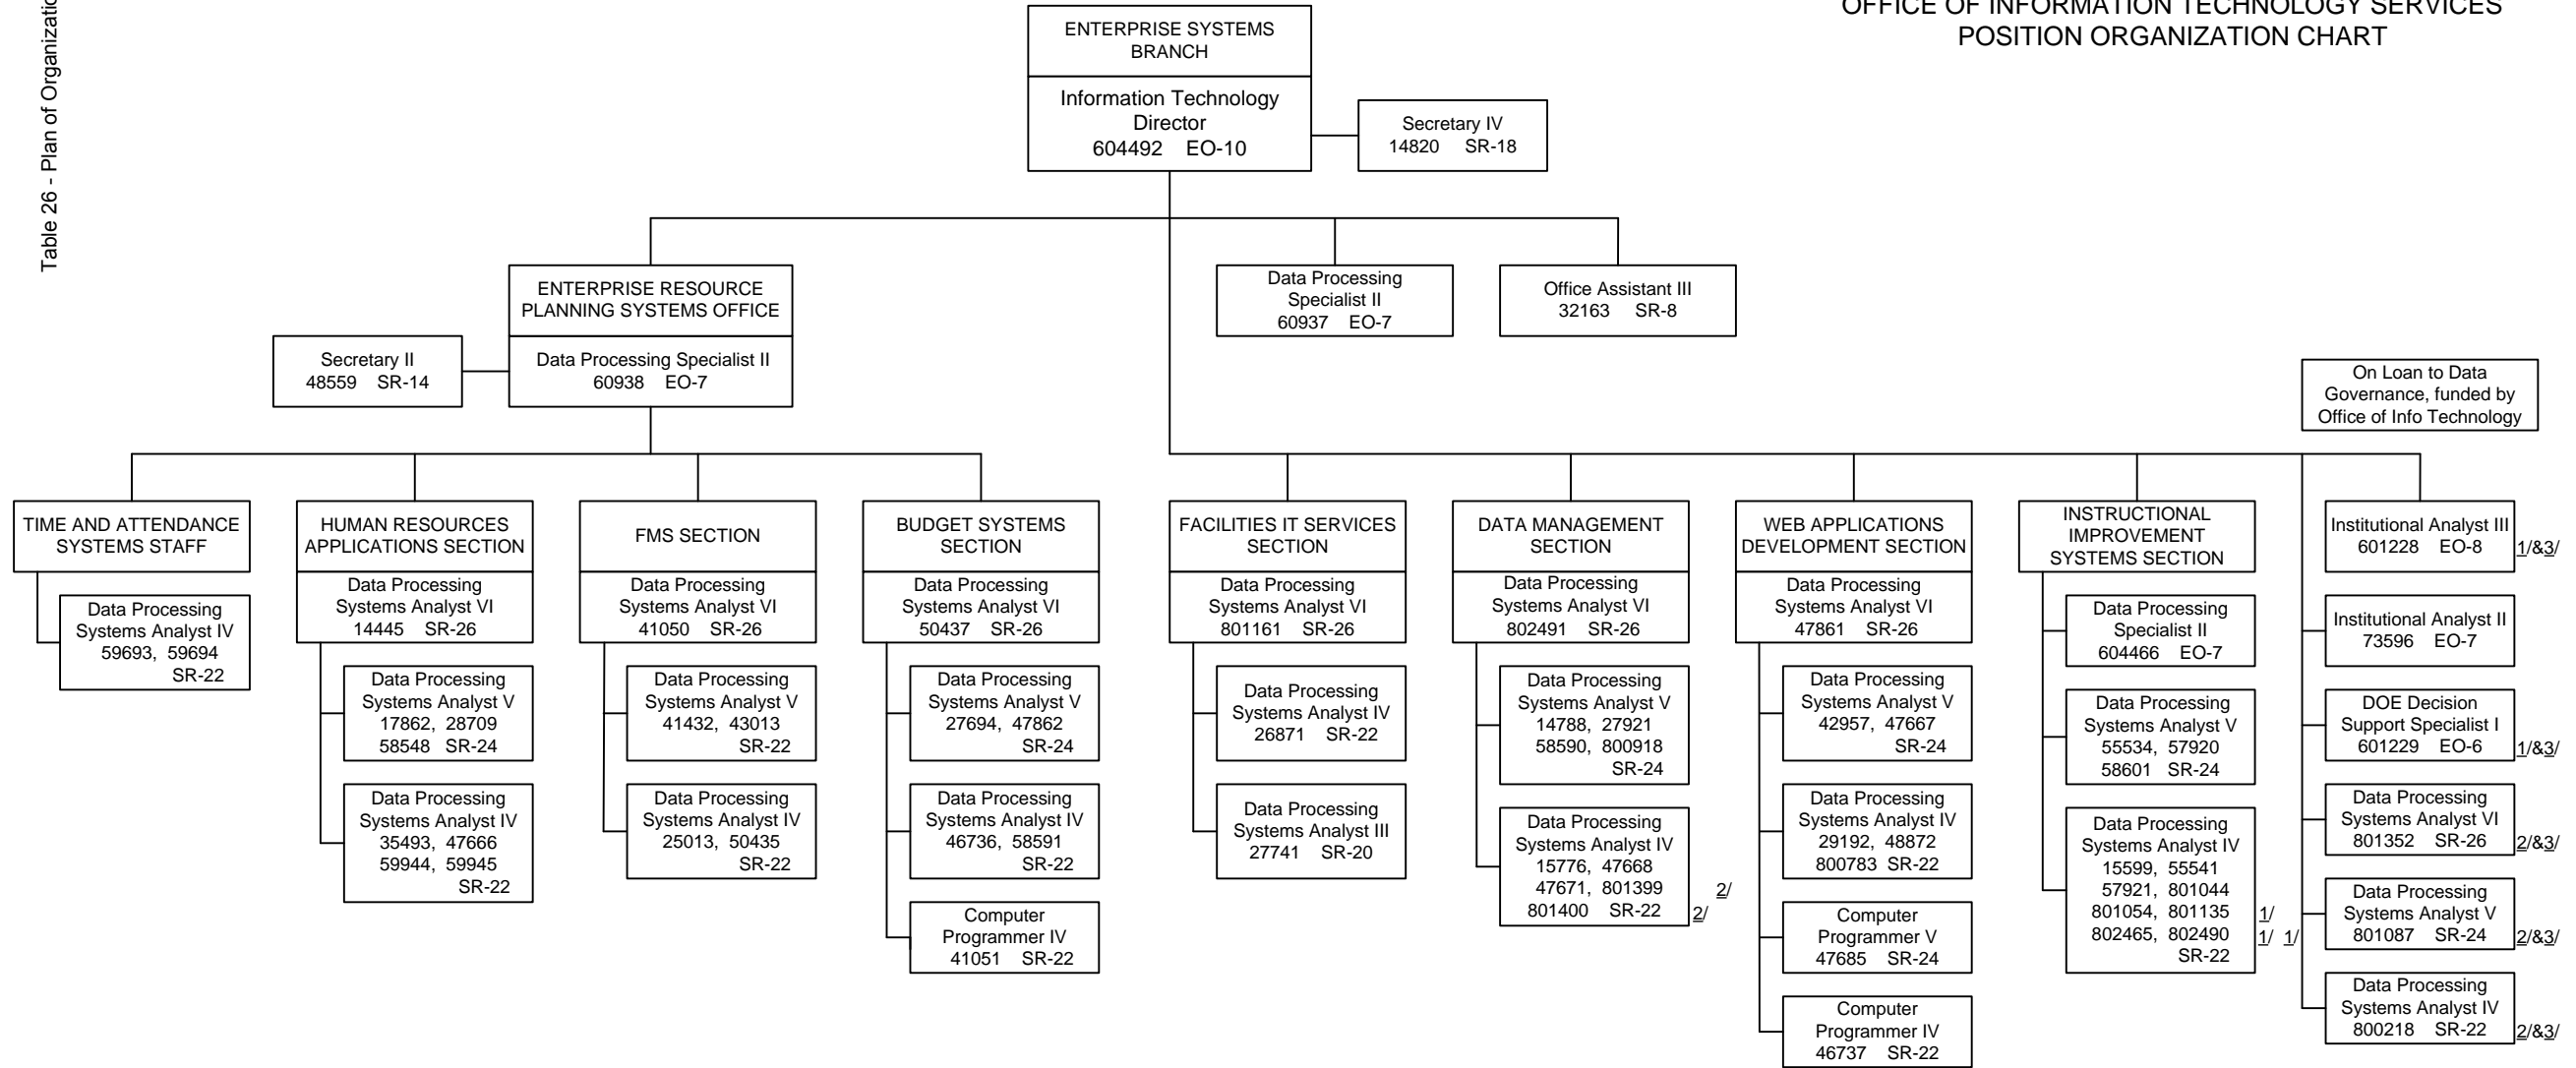 Table 26 - Plan of Organizatio
OFFICE OF INFORMATION TECHNOLOGY SERVICES
POSITION ORGANIZATION CHART
ENTERPRISE SYSTEMS
BRANCH
Information Technology
Director
604492 EO-10
Secretary IV
14820 SR-18
ENTERPRISE RESOURCE
PLANNING SYSTEMS OFFICE
Data Processing Specialist II
60938 EO-7
Secretary II
48559 SR-14
Data Processing
Specialist II
60937 EO-7
Office Assistant III
32163 SR-8
On Loan to Data
Governance, funded by
Office of Info Technology
TIME AND ATTENDANCE
SYSTEMS STAFF
Data Processing
Systems Analyst IV
59693, 59694
SR-22
HUMAN RESOURCES
APPLICATIONS SECTION
Data Processing
Systems Analyst VI
14445 SR-26
Data Processing
Systems Analyst V
17862, 28709
58548 SR-24
Data Processing
Systems Analyst IV
35493, 47666
59944, 59945
SR-22
FMS SECTION
Data Processing
Systems Analyst VI
41050 SR-26
Data Processing
Systems Analyst V
41432, 43013
SR-22
Data Processing
Systems Analyst IV
25013, 50435
SR-22
BUDGET SYSTEMS
SECTION
Data Processing
Systems Analyst VI
50437 SR-26
Data Processing
Systems Analyst V
27694, 47862
SR-24
Data Processing
Systems Analyst IV
46736, 58591
SR-22
Computer
Programmer IV
41051 SR-22
FACILITIES IT SERVICES
SECTION
Data Processing
Systems Analyst VI
801161 SR-26
Data Processing
Systems Analyst IV
26871 SR-22
Data Processing
Systems Analyst III
27741 SR-20
DATA MANAGEMENT
SECTION
Data Processing
Systems Analyst VI
802491 SR-26
Data Processing
Systems Analyst V
14788, 27921
58590, 800918
SR-24
Data Processing
Systems Analyst IV
15776, 47668
47671, 801399 2/
801400 SR-22 2/
WEB APPLICATIONS
DEVELOPMENT SECTION
Data Processing
Systems Analyst VI
47861 SR-26
Data Processing
Systems Analyst V
42957, 47667
SR-24
Data Processing
Systems Analyst IV
29192, 48872
800783 SR-22
Computer
Programmer V
47685 SR-24
Computer
Programmer IV
46737 SR-22
INSTRUCTIONAL
IMPROVEMENT
SYSTEMS SECTION
Data Processing
Specialist II
604466 EO-7
Data Processing
Systems Analyst V
55534, 57920
58601 SR-24
Data Processing
Systems Analyst IV
15599, 55541
57921, 801044
801054, 801135 1/
802465, 802490 1/ 1/
SR-22
Institutional Analyst III
601228 EO-8 1/&3/
Institutional Analyst II
73596 EO-7
DOE Decision
Support Specialist I
601229 EO-6 1/&3/
Data Processing
Systems Analyst VI
801352 SR-26 2/&3/
Data Processing
Systems Analyst V
801087 SR-24 2/&3/
Data Processing
Systems Analyst IV
800218 SR-22 2/&3/